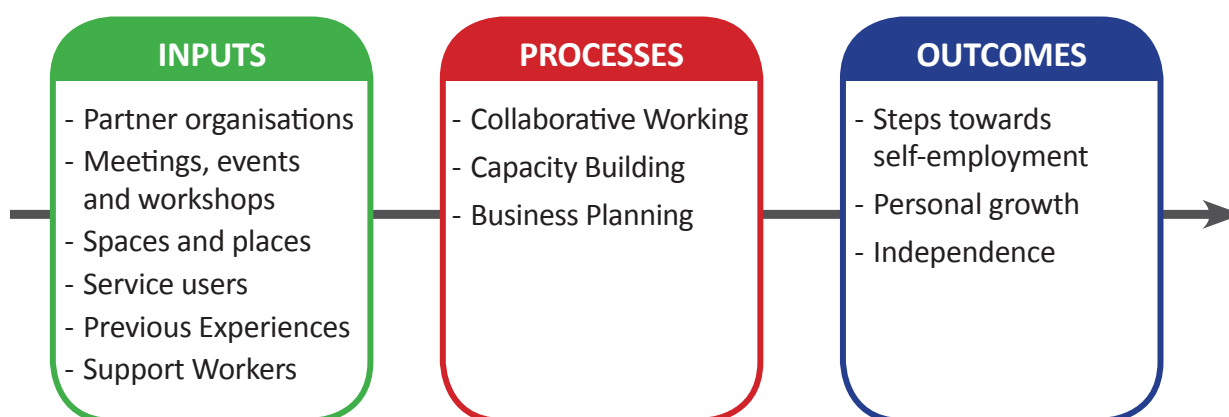 INPUTS
- Partner organisations
- Meetings, events
and workshops
- Spaces and places
- Service users
- Previous Experiences
- Support Workers
PROCESSES
- Collaborative Working
- Capacity Building
- Business Planning
OUTCOMES
- Steps towards
self-employment
- Personal growth
- Independence